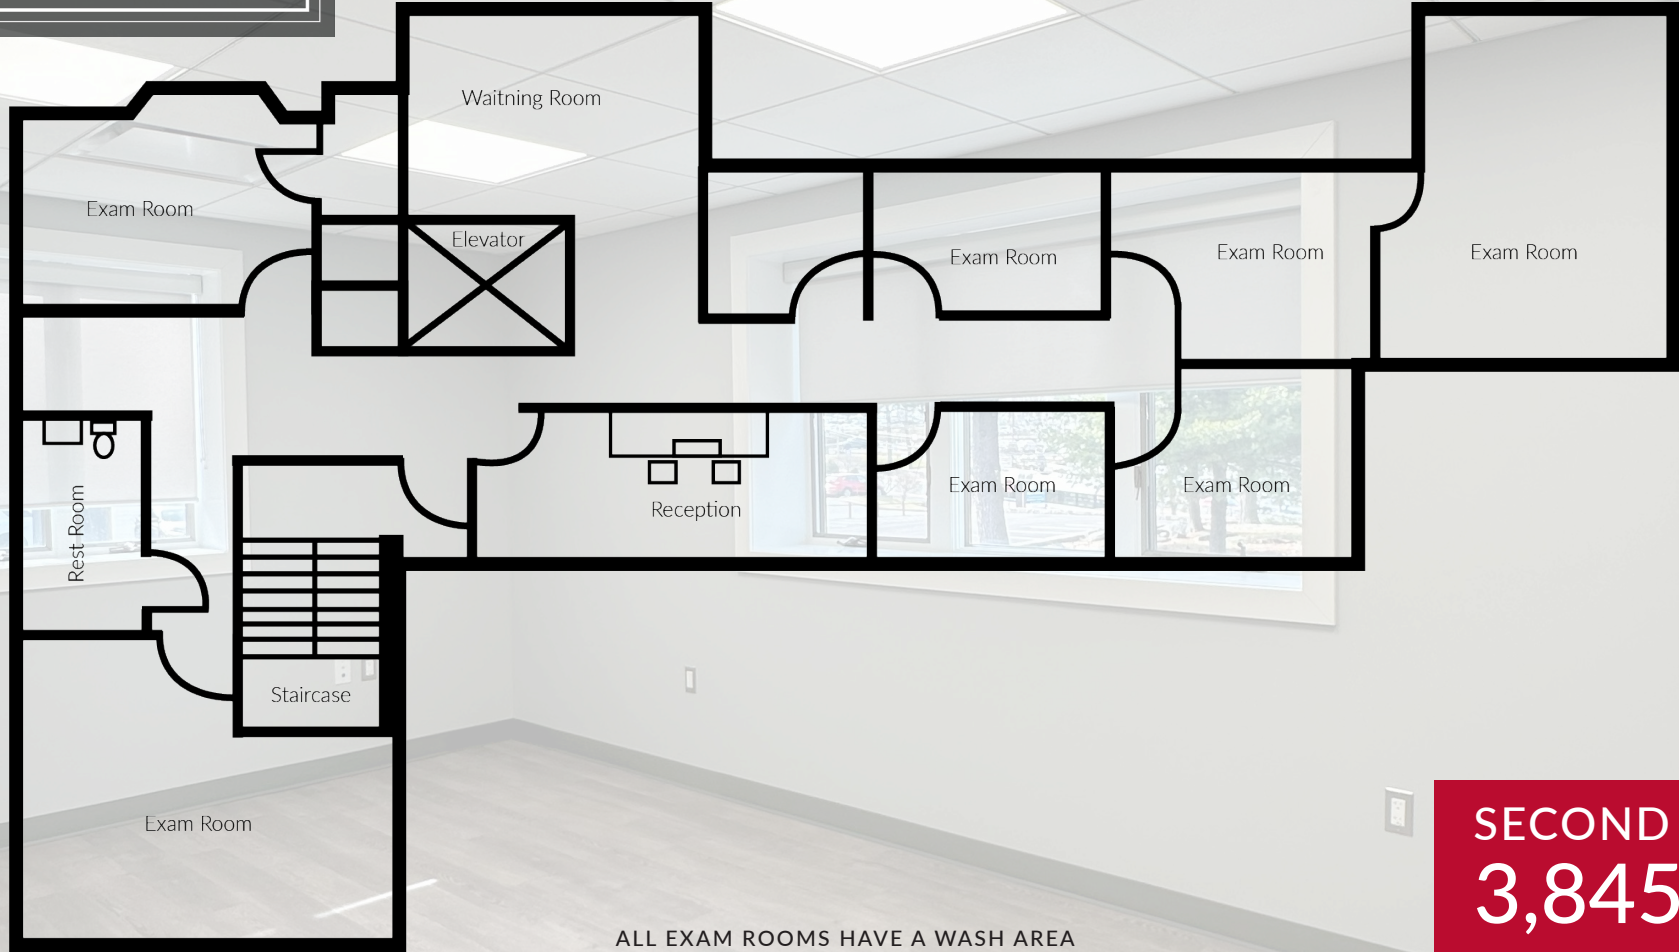 Waitning Room
Exam Room
Elevator
Exam Room
Exam Room
Exam Room
Rest Room
Reception
Exam Room
Exam Room
Staircase
Exam Room
SECOND
3,845
ALL EXAM ROOMS HAVE A WASH AREA